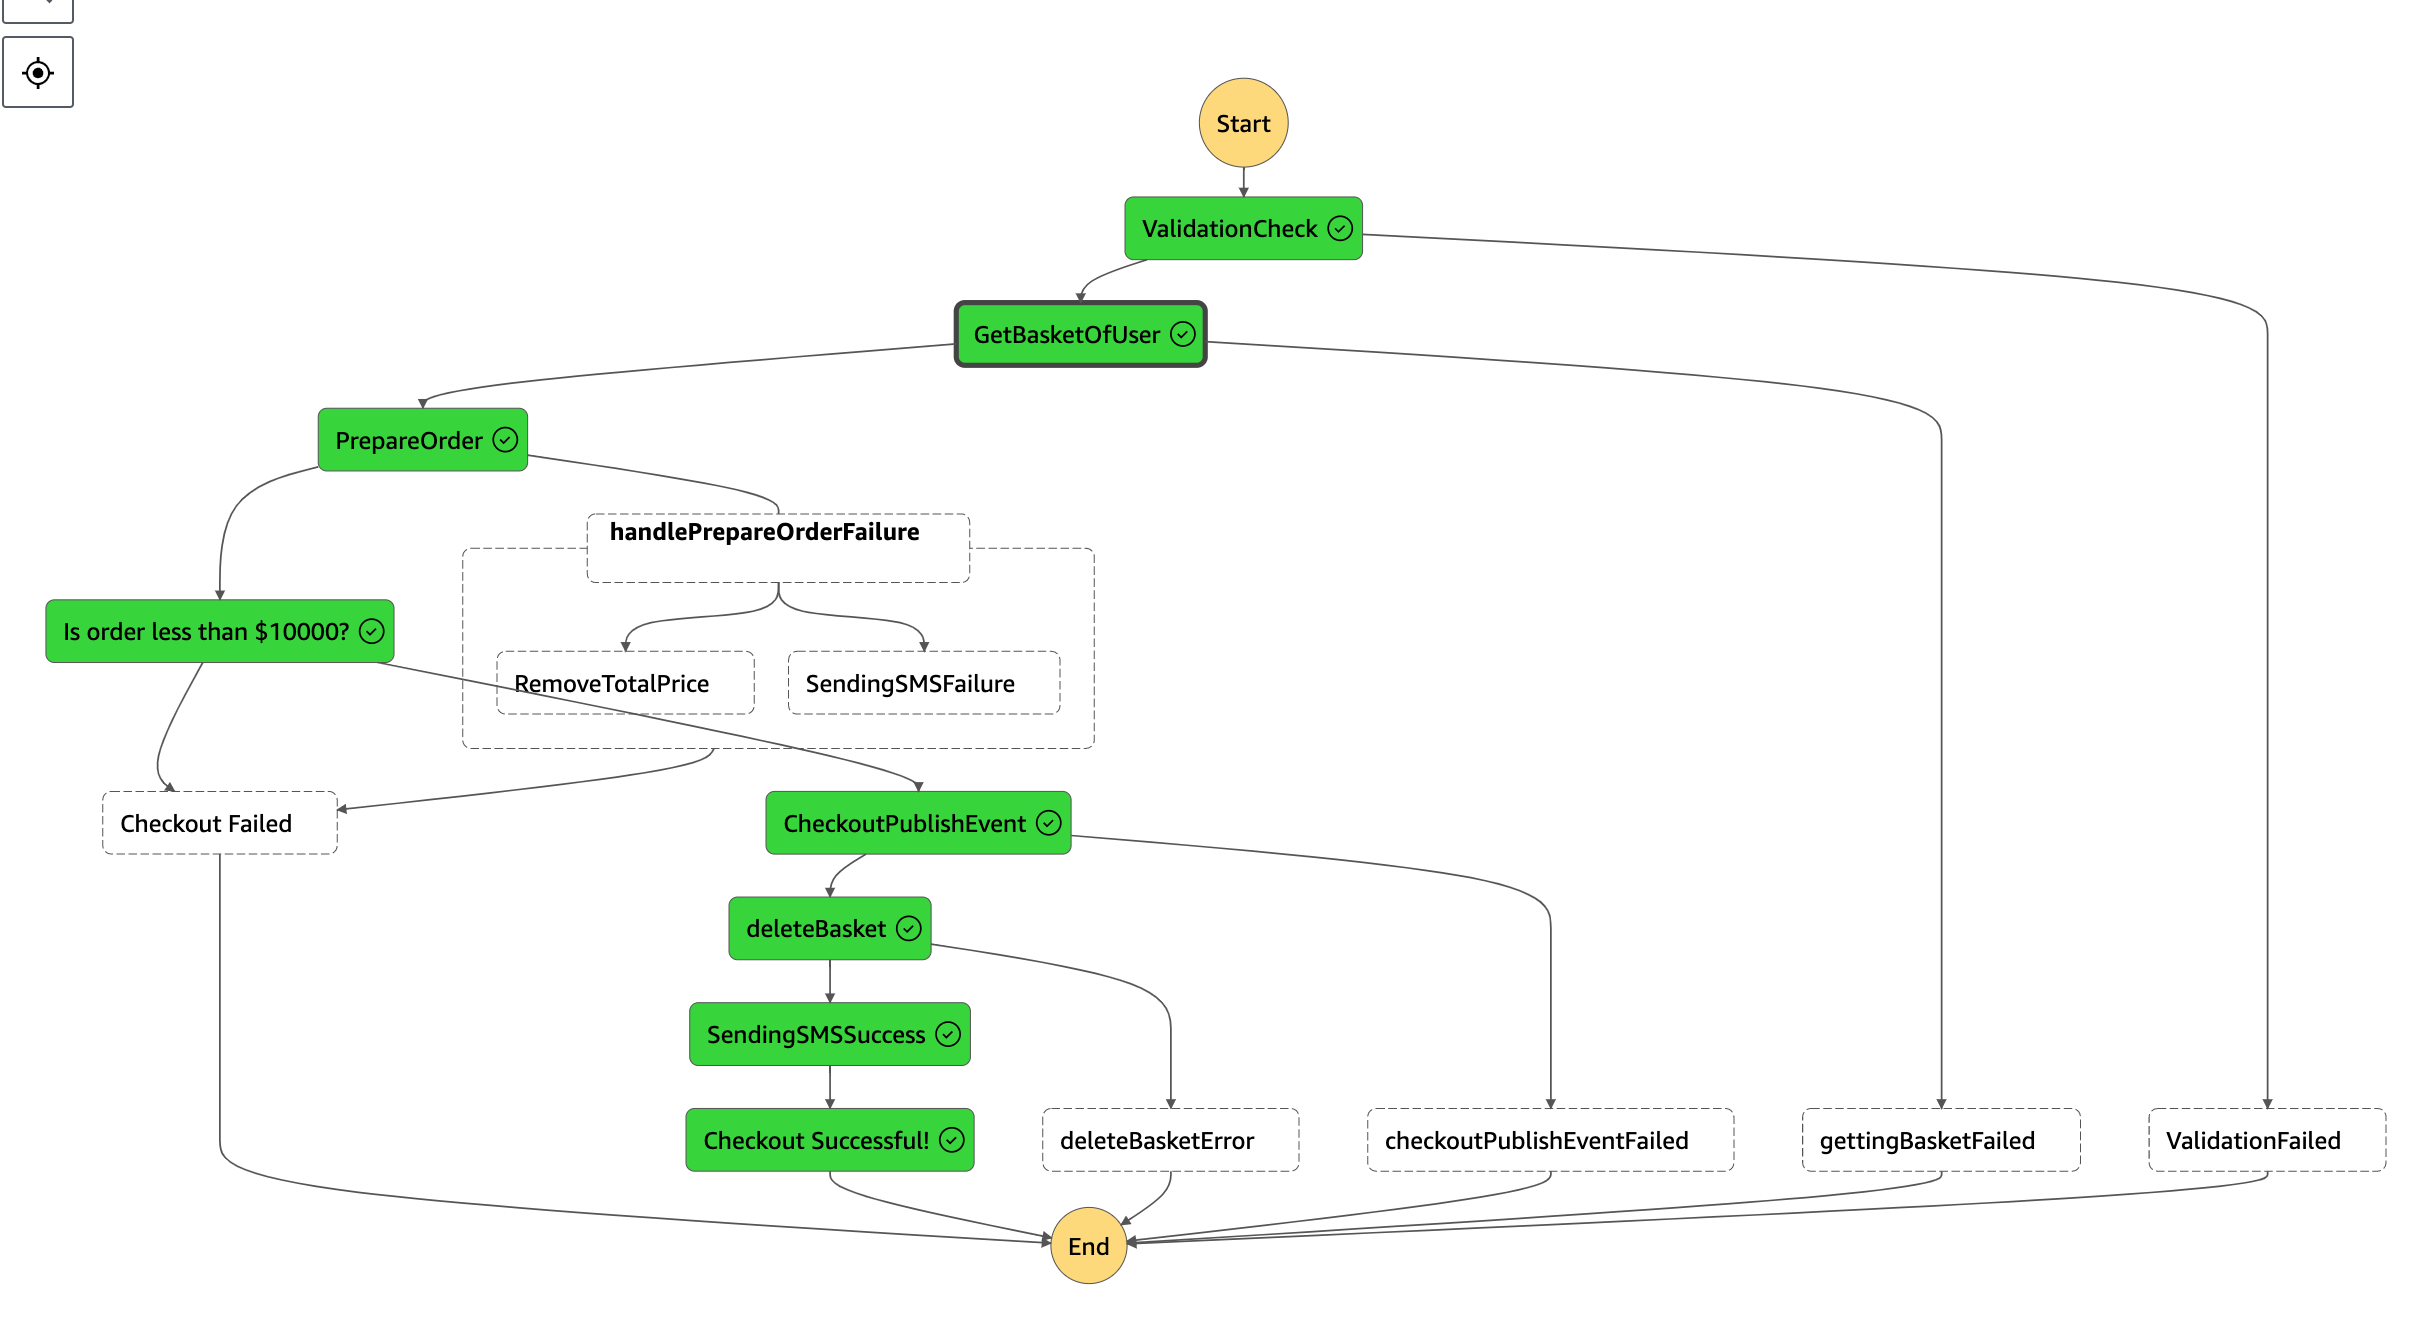 Start
ValidationCheck
GetBasketOfUser
PrepareOrder
handlePrepareOrderFailure
Is order less than $10000?
RemoveTotalPrice
SendingSMSFailure
Checkout Failed
CheckoutPublishEvent
deleteBasket
SendingSMSSuccess
Checkout Successful!
deleteBasketError
checkoutPublishEventFailed
gettingBasketFailed
ValidationFailed
End